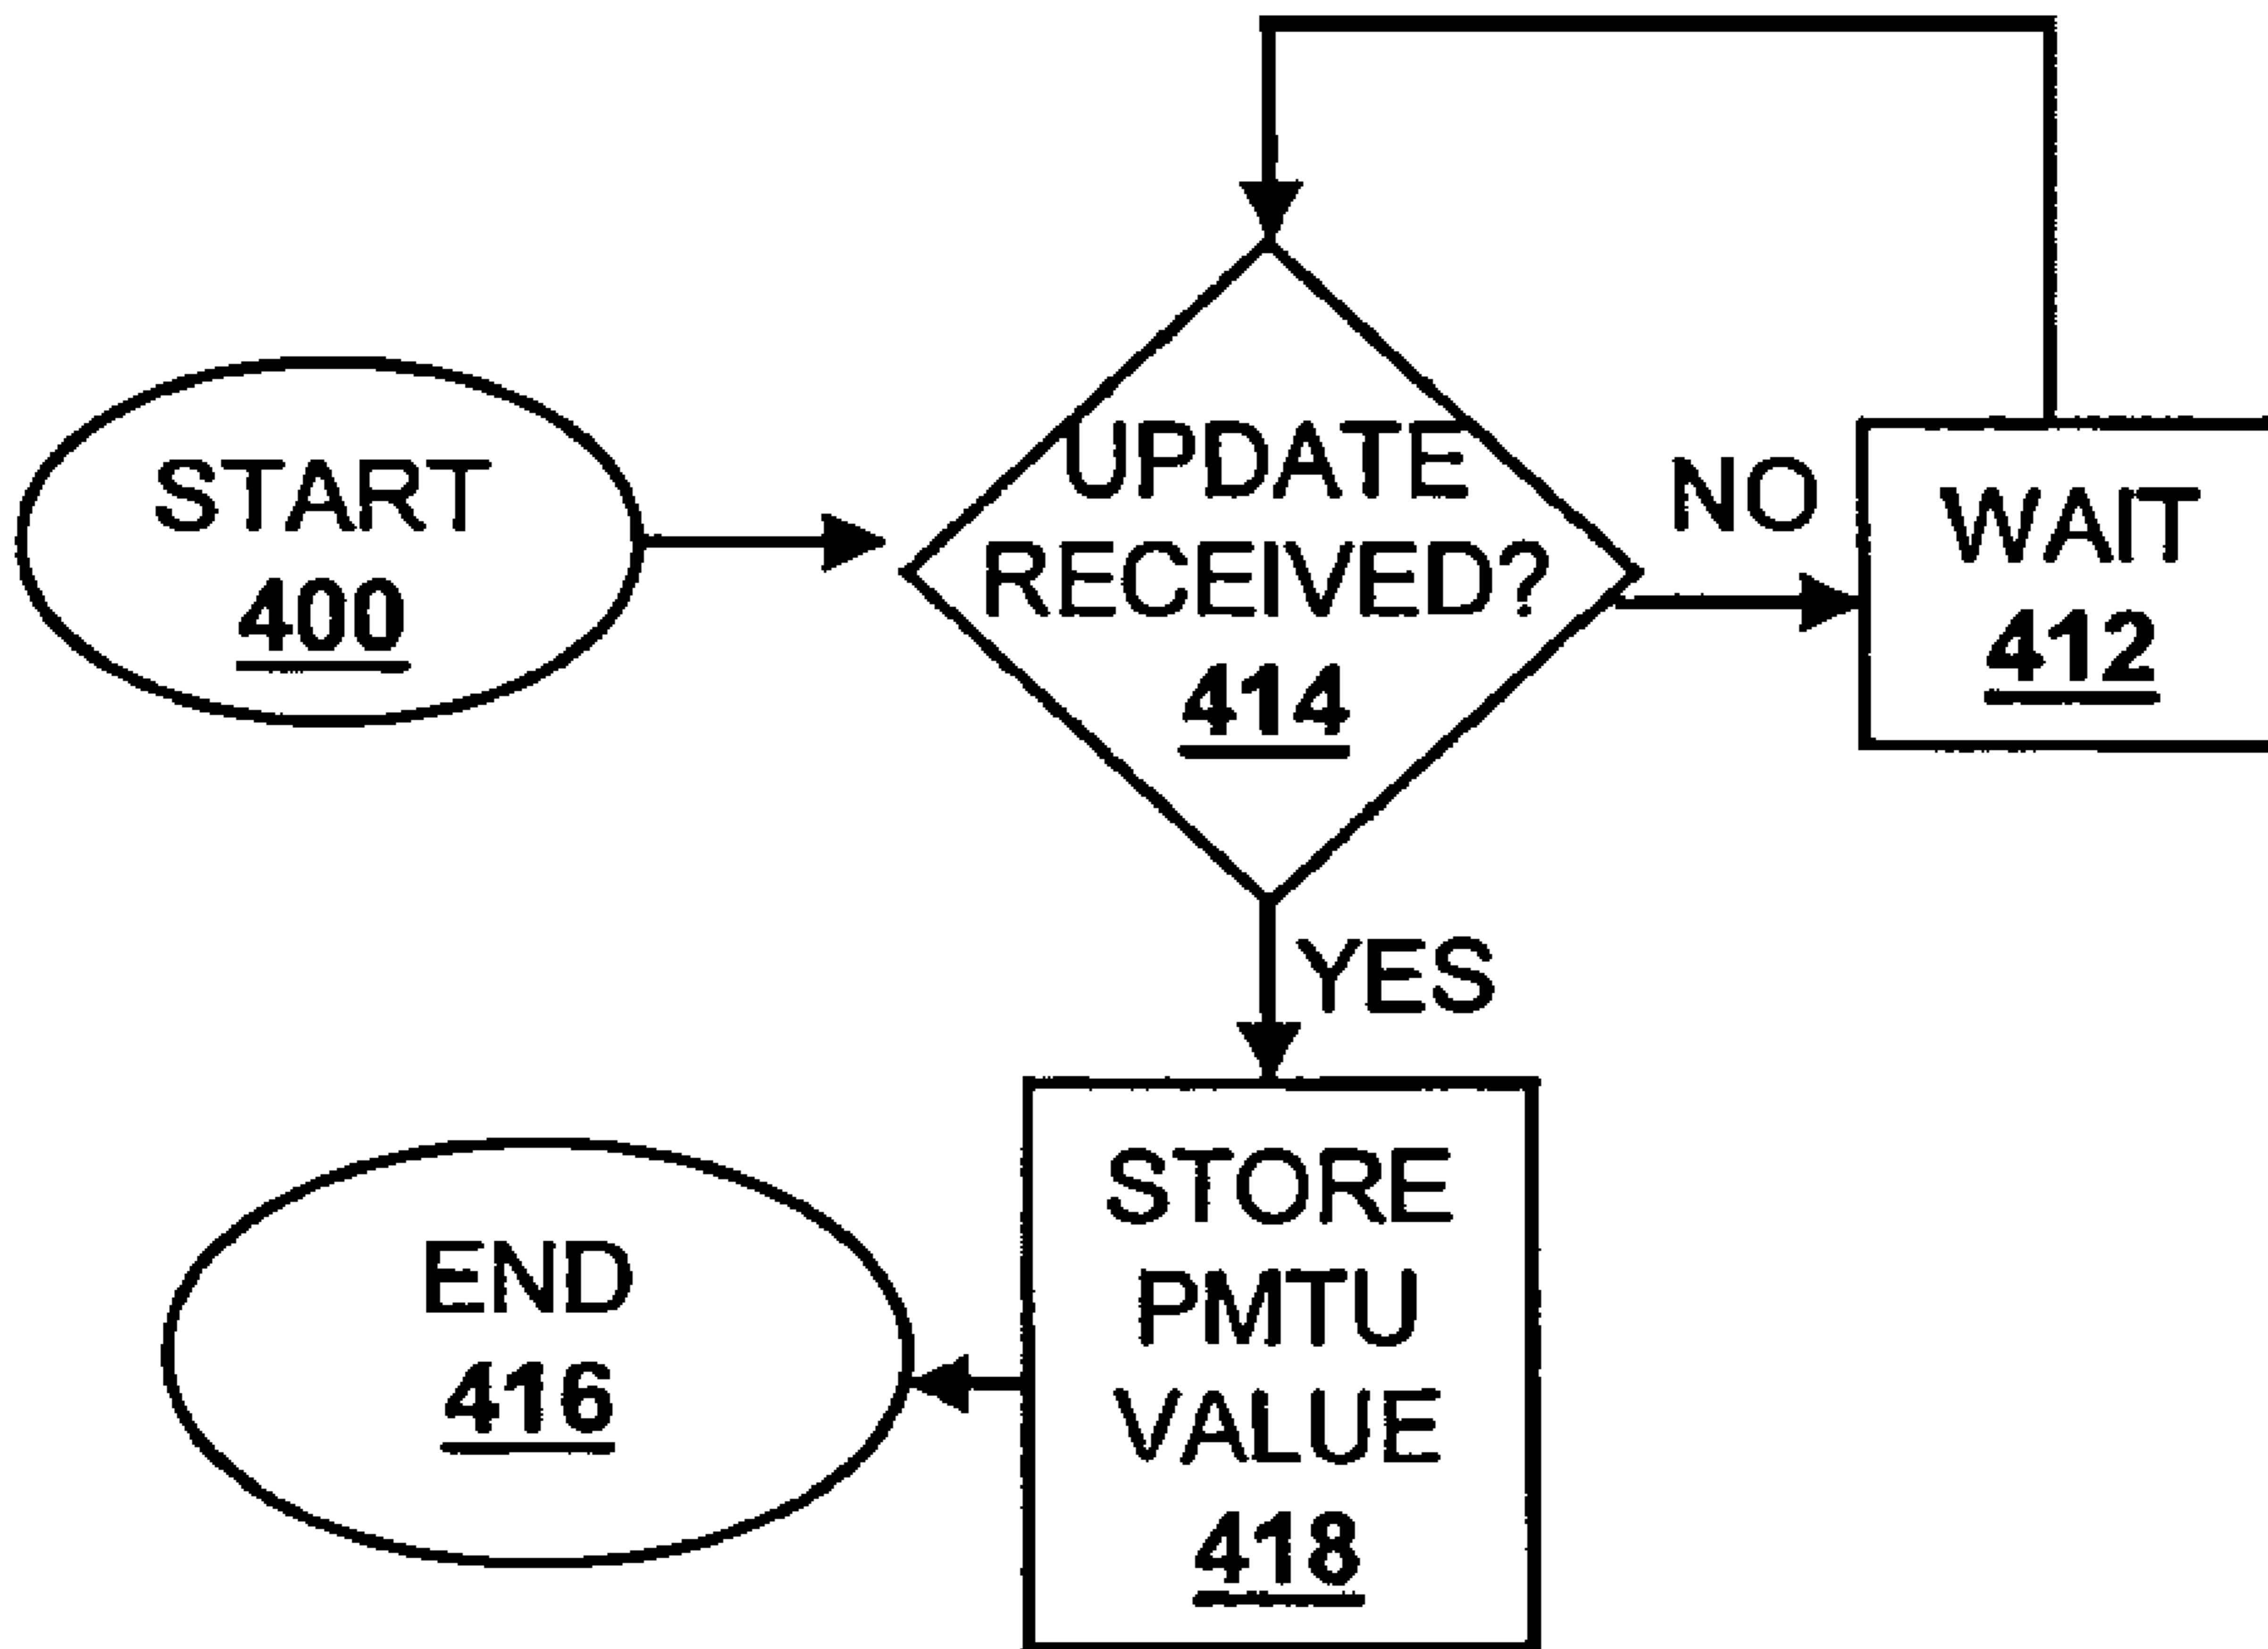 START
400
UPDATE
RECEIVED?
414
NO
WAIT
412
YES
STORE
PMTU
VALUE
418
END
416